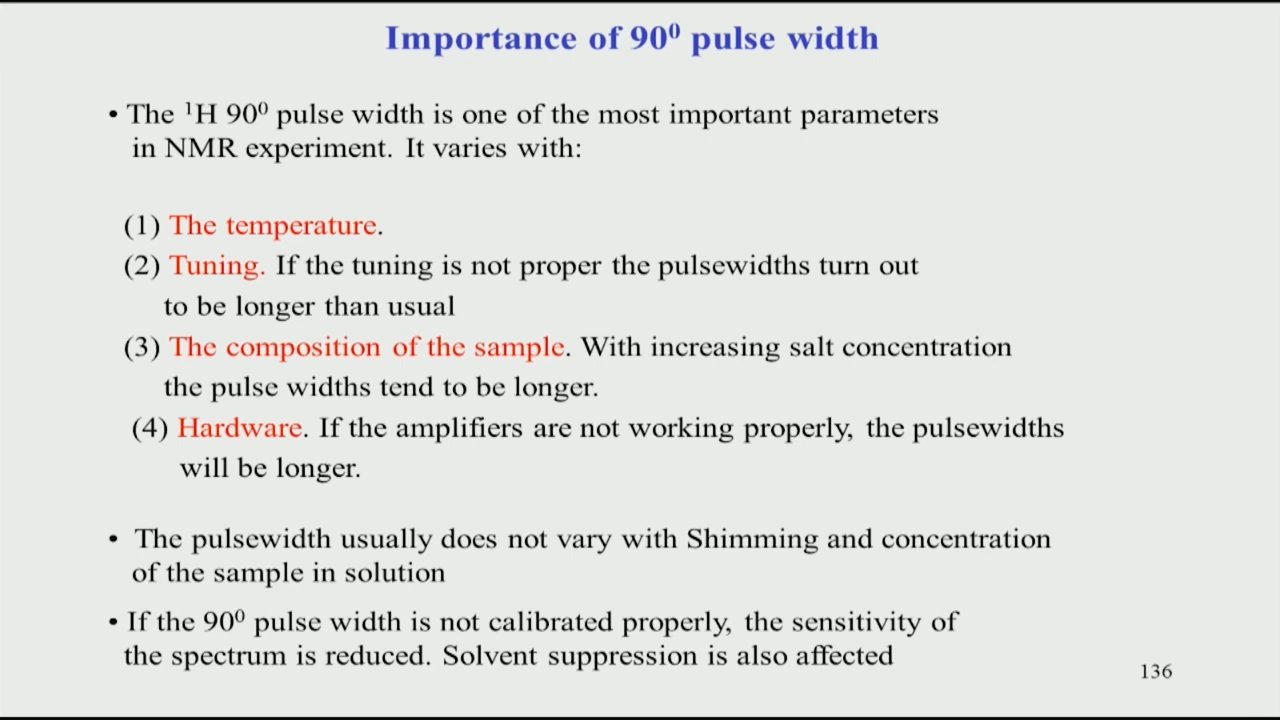 Importance of 90⁰ pulse width
• The ¹H 90⁰ pulse width is one of the most important parameters
in NMR experiment. It varies with:
(1) The temperature.
(2) Tuning. If the tuning is not proper the pulsewidths turn out
to be longer than usual
(3) The composition of the sample. With increasing salt concentration
the pulse widths tend to be longer.
(4) Hardware. If the amplifiers are not working properly, the pulsewidths
will be longer.
• The pulsewidth usually does not vary with Shimming and concentration
of the sample in solution
• If the 90⁰ pulse width is not calibrated properly, the sensitivity of
the spectrum is reduced. Solvent suppression is also affected
136